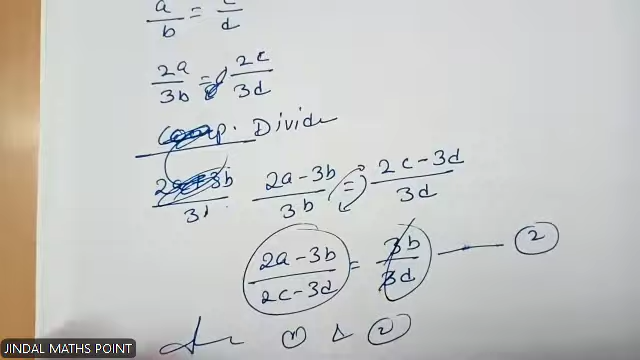 a/b = c/d
2a/3b = 2c/3d
Divide
2a-3b/3b = 2c-3d/3d
2a-3b/2c-3d = 3b/3d — 2
1 & 2
JINDAL MATHS POINT